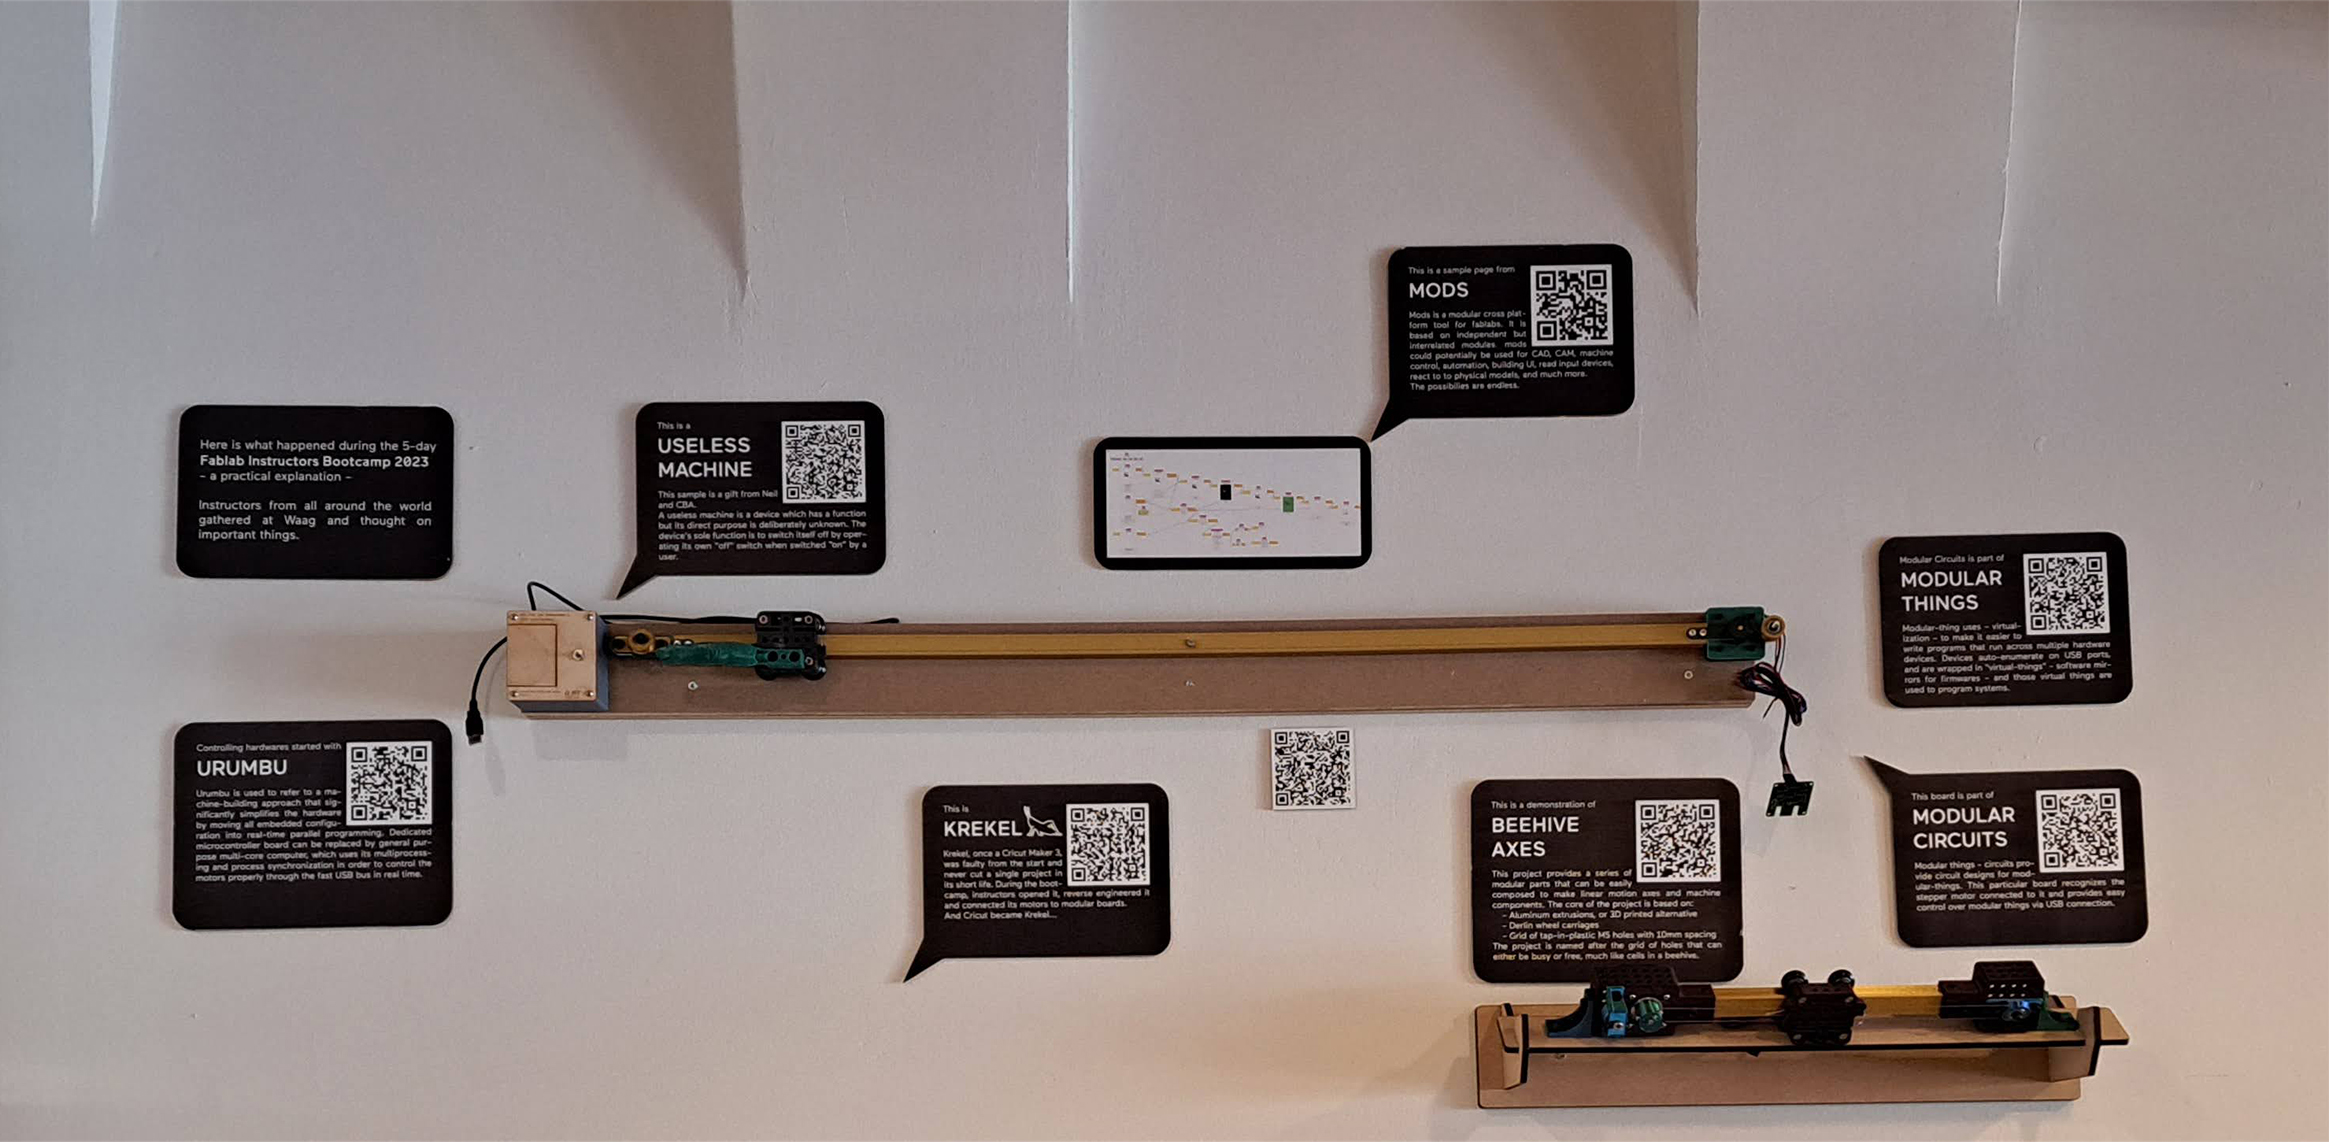 Here is what happened during the 5-day
Fablab Instructors Bootcamp 2023
- a practical explanation -
Instructors from all around the world
gathered at Waag and thought on
important things.
This is a
USELESS
MACHINE
This sample is a gift from Neil
and CBA.
A useless machine is a device which has a function
but its direct purpose is deliberately unknown. The
device's sole function is to switch itself off by oper-
ating its own "off" switch when switched "on" by a
user.
This is a sample page from
MODS
Mods is a modular cross plat-
form tool for fablabs. It is
based on independent but
interrelated modules mods
could potentially be used for CAD, CAM, machine
control, automation, building UI, read input devices,
react to to physical models, and much more.
The possibilies are endless.
Modular Circuits is part of
MODULAR
THINGS
Modular-thing uses - virtual-
ization - to make it easier to
write programs that run across multiple hardware
devices. Devices auto-enumerate on USB ports,
and are wrapped in "virtual-things" - software mir-
rors for firmwares - and those virtual things are
used to program systems.
Controlling hardwares started with
URUMBU
Urumbu is used to refer to a ma-
chine-building approach that sig-
nificantly simplifies the hardware
by moving all embedded configu-
ration into real-time parallel programming. Dedicated
microcontroller board can be replaced by general pur-
pose multi-core computer, which uses its multiprocess-
ing and process synchronization in order to control the
motors properly through the fast USB bus in real time.
This is
KREKEL
Krekel, once a Cricut Maker 3,
was faulty from the start and
never cut a single project in
its short life. During the boot-
camp, instructors opened it, reverse engineered it
and connected its motors to modular boards.
And Cricut became Krekel...
This is a demonstration of
BEEHIVE
AXES
This project provides a series of
modular parts that can be easily
composed to make linear motion axes and machine
components. The core of the project is based on:
- Aluminum extrusions, or 3D printed alternative
- Derlin wheel carriages
- Grid of tap-in-plastic M5 holes with 10mm spacing
The project is named after the grid of holes that can
either be busy or free, much like cells in a beehive.
This board is part of
MODULAR
CIRCUITS
Modular things - circuits pro-
vide circuit designs for mod-
ular-things. This particular board recognizes the
stepper motor connected to it and provides easy
control over modular things via USB connection.